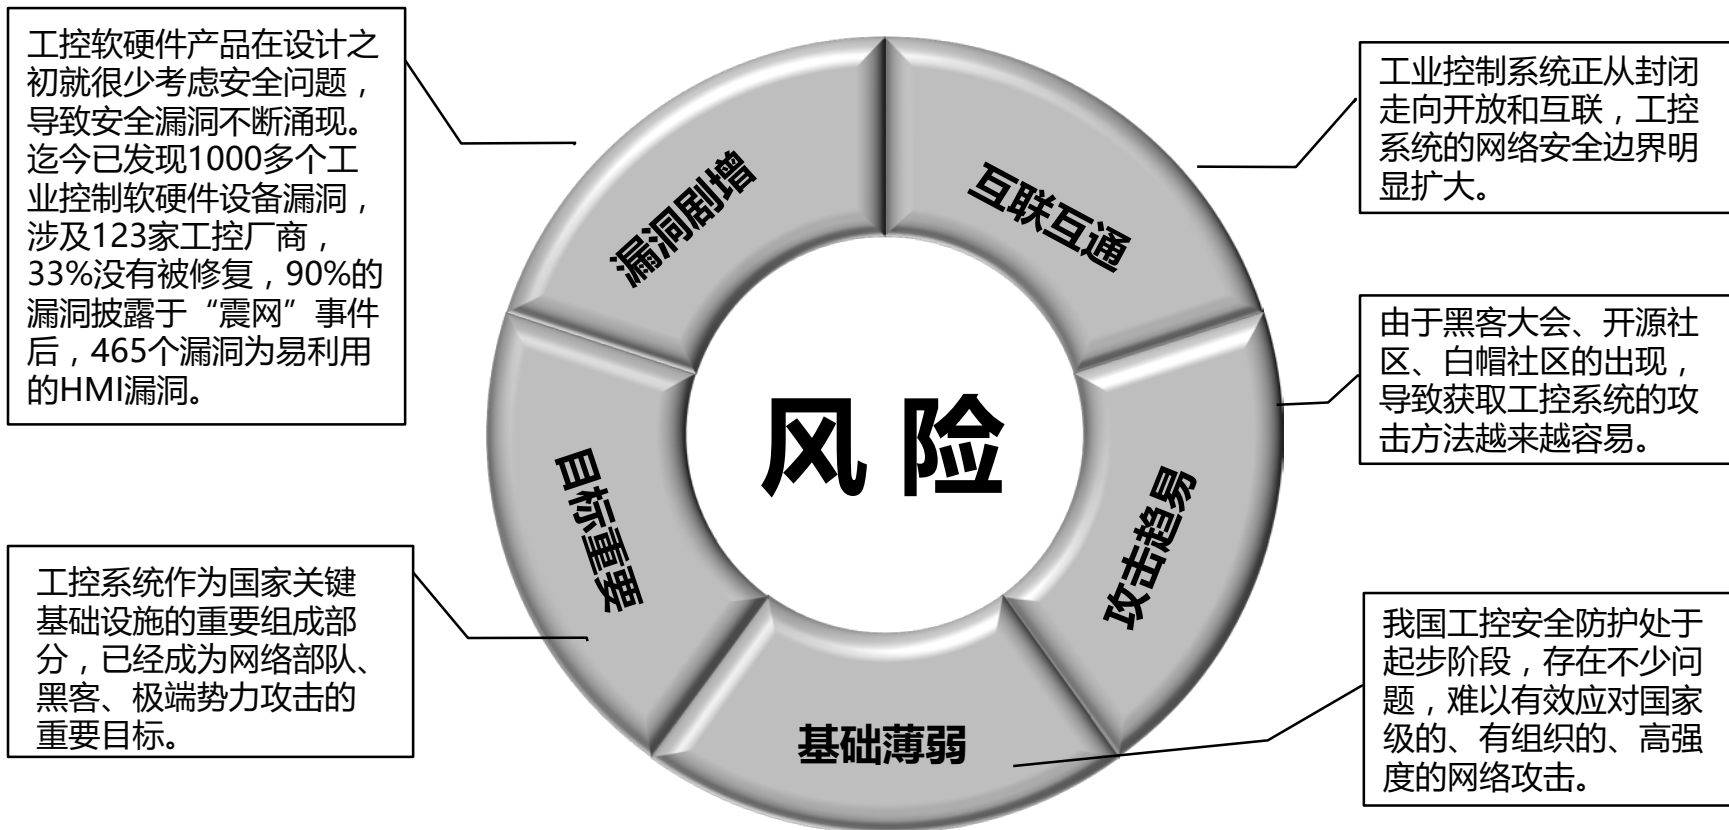 工控软硬件产品在设计之
初就很少考虑安全问题，
导致安全漏洞不断涌现。
迄今已发现1000多个工
业控制软硬件设备漏洞，
涉及123家工控厂商，
33%没有被修复，90%的
漏洞披露于“震网”事件
后，465个漏洞为易利用
的HMI漏洞。
工业控制系统正从封闭
走向开放和互联，工控
系统的网络安全边界明
显扩大。
漏洞剧增
互联互通
由于黑客大会、开源社
区、白帽社区的出现，
导致获取工控系统的攻
击方法越来越容易。
风险
目标重要
攻击趋易
工控系统作为国家关键
基础设施的重要组成部
分，已经成为网络部队、
黑客、极端势力攻击的
重要目标。
基础薄弱
我国工控安全防护处于
起步阶段，存在不少问
题，难以有效应对国家
级的、有组织的、高强
度的网络攻击。